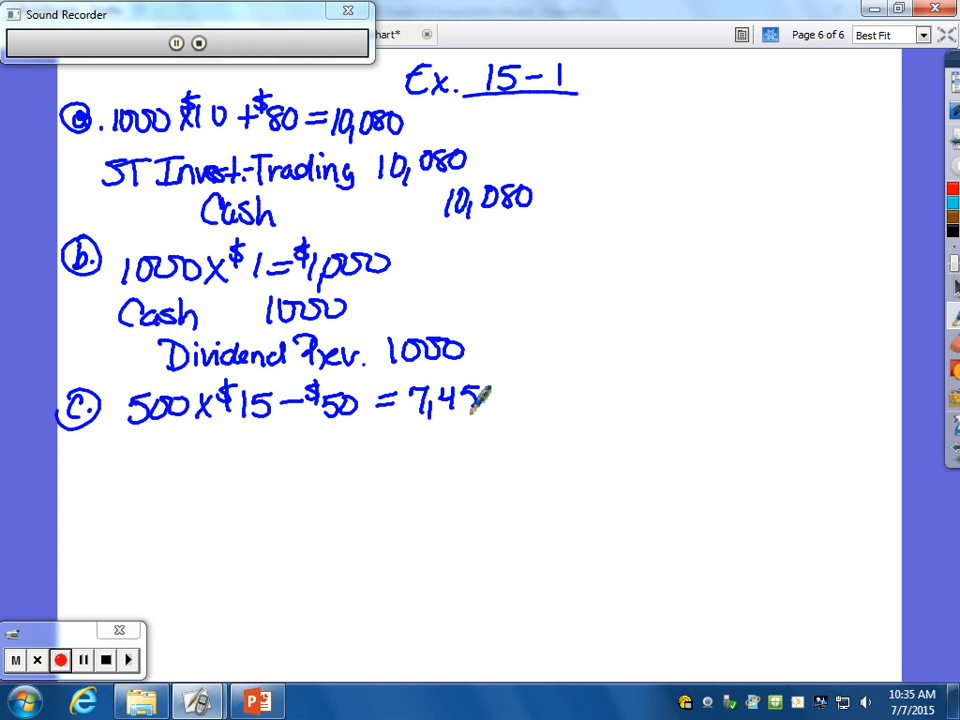 Sound Recorder
hart*
Page 6 of 6
Best Fit
Ex. 15-1
a. 1000 x $10 + $80 = 10,080
ST Invest.-Trading 10,080
Cash 10,080
b. 1000 x $1 = $1,000
Cash 1000
Dividend Rev. 1000
c. 500 x $15 - $50 = 7,45
M
10:35 AM
7/7/2015